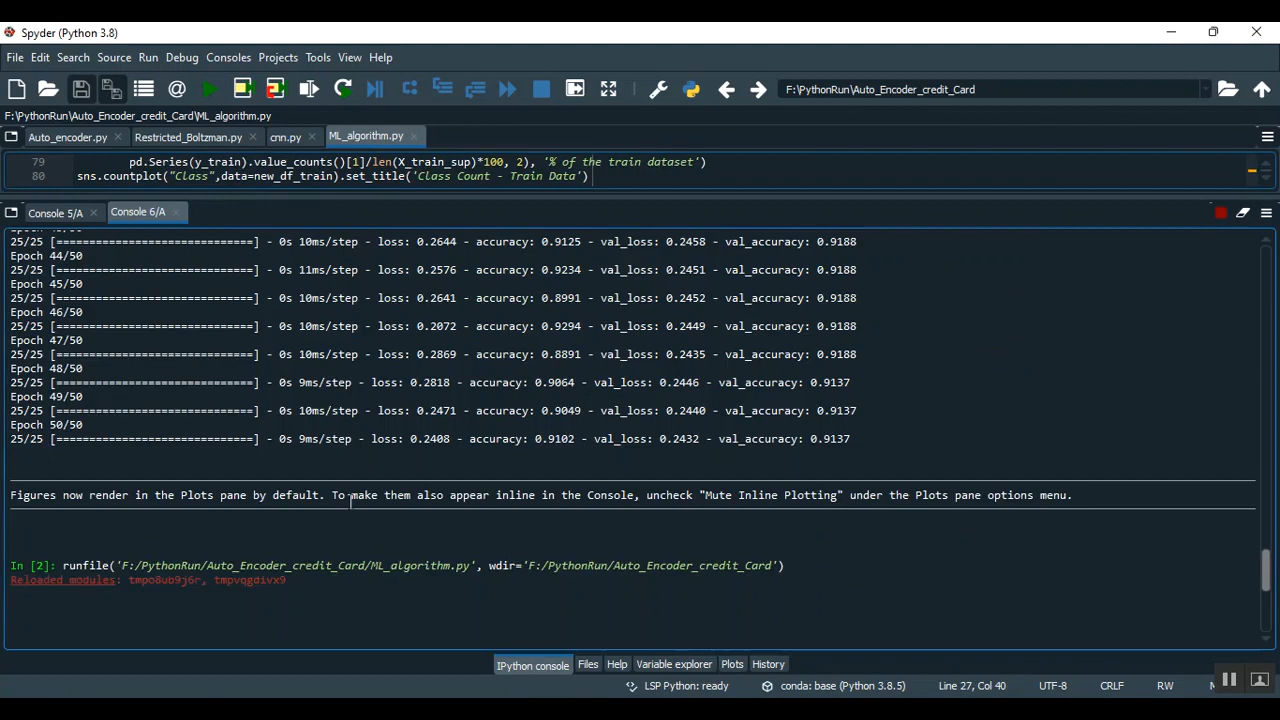 Spyder (Python 3.8)
File Edit Search Source Run Debug Consoles Projects Tools View Help
F:\PythonRun\Auto_Encoder_credit_Card
F:\PythonRun\Auto_Encoder_credit_Card\ML_algorithm.py
Auto_encoder.py Restricted_Boltzman.py cnn.py ML_algorithm.py
79 pd.Series(y_train).value_counts()[1]/len(X_train_sup)*100, 2), '% of the train dataset')
80 sns.countplot("Class",data=new_df_train).set_title('Class Count - Train Data')
Console 5/A Console 6/A
25/25 [==============================] - 0s 10ms/step - loss: 0.2644 - accuracy: 0.9125 - val_loss: 0.2458 - val_accuracy: 0.9188
Epoch 44/50
25/25 [==============================] - 0s 11ms/step - loss: 0.2576 - accuracy: 0.9234 - val_loss: 0.2451 - val_accuracy: 0.9188
Epoch 45/50
25/25 [==============================] - 0s 10ms/step - loss: 0.2641 - accuracy: 0.8991 - val_loss: 0.2452 - val_accuracy: 0.9188
Epoch 46/50
25/25 [==============================] - 0s 10ms/step - loss: 0.2072 - accuracy: 0.9294 - val_loss: 0.2449 - val_accuracy: 0.9188
Epoch 47/50
25/25 [==============================] - 0s 10ms/step - loss: 0.2869 - accuracy: 0.8891 - val_loss: 0.2435 - val_accuracy: 0.9188
Epoch 48/50
25/25 [==============================] - 0s 9ms/step - loss: 0.2818 - accuracy: 0.9064 - val_loss: 0.2446 - val_accuracy: 0.9137
Epoch 49/50
25/25 [==============================] - 0s 10ms/step - loss: 0.2471 - accuracy: 0.9049 - val_loss: 0.2440 - val_accuracy: 0.9137
Epoch 50/50
25/25 [==============================] - 0s 9ms/step - loss: 0.2408 - accuracy: 0.9102 - val_loss: 0.2432 - val_accuracy: 0.9137
Figures now render in the Plots pane by default. To make them also appear inline in the Console, uncheck "Mute Inline Plotting" under the Plots pane options menu.
In [2]: runfile('F:/PythonRun/Auto_Encoder_credit_Card/ML_algorithm.py', wdir='F:/PythonRun/Auto_Encoder_credit_Card')
Reloaded modules: tmpo8ub9j6r, tmpvqgdivx9
IPython console Files Help Variable explorer Plots History
LSP Python: ready conda: base (Python 3.8.5) Line 27, Col 40 UTF-8 CRLF RW